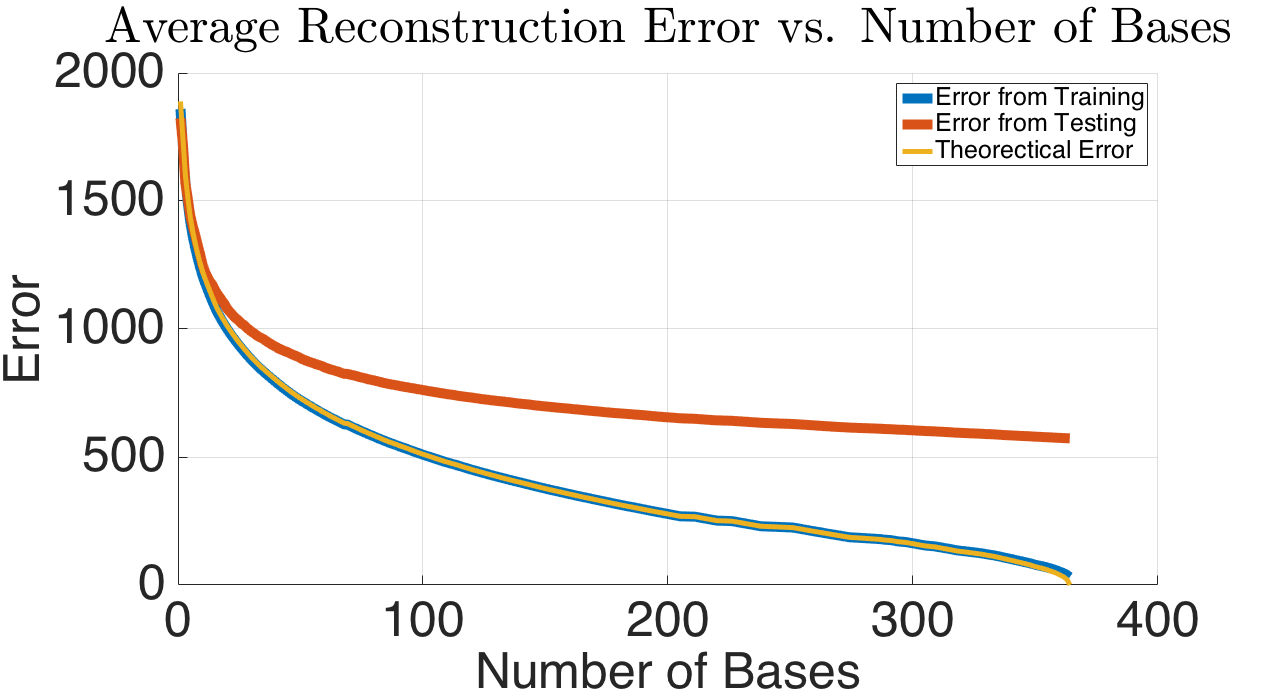 Average Reconstruction Error vs. Number of Bases
2000
1500
1000
500
0
Error
Error from Training
Error from Testing
Theorectical Error
0 100 200 300 400
Number of Bases